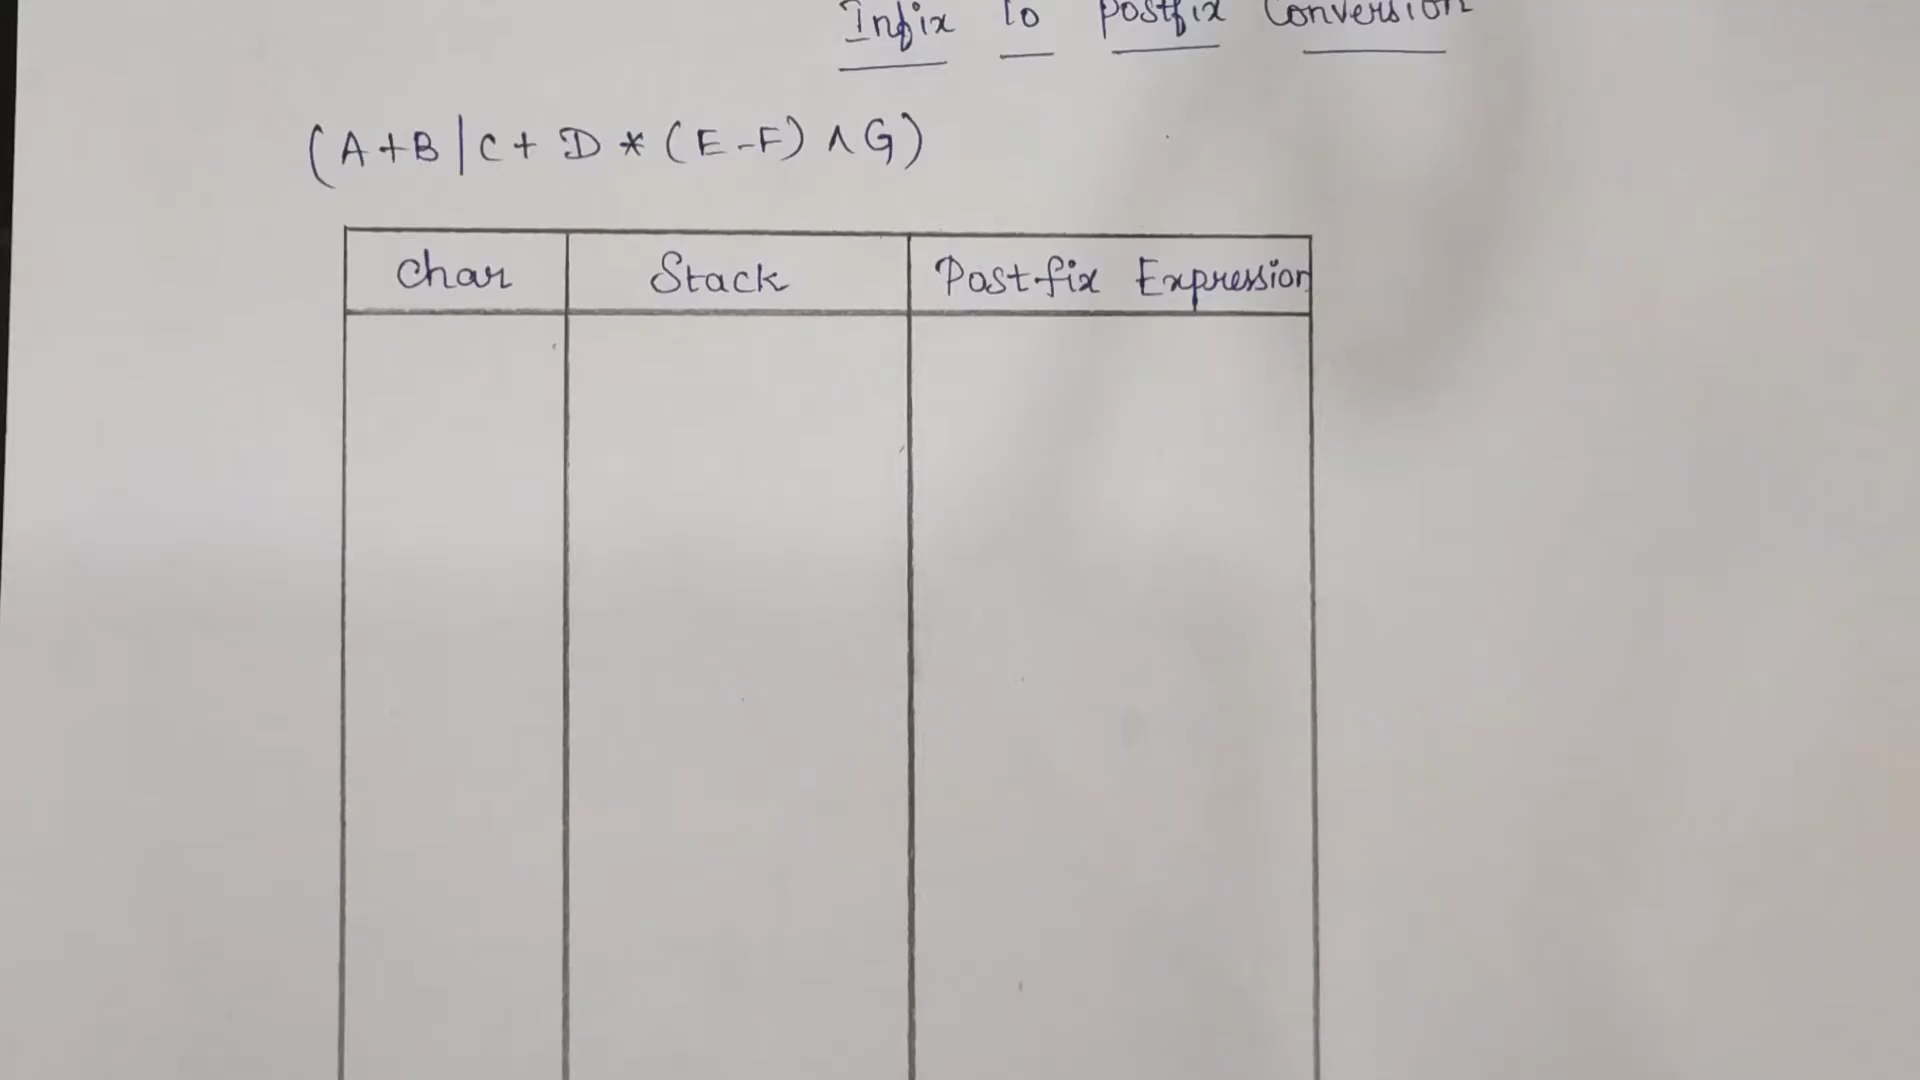 Infix to postfix Conversion
(A+B|C+D*(E-F)∧G)
Char Stack Postfix Expression